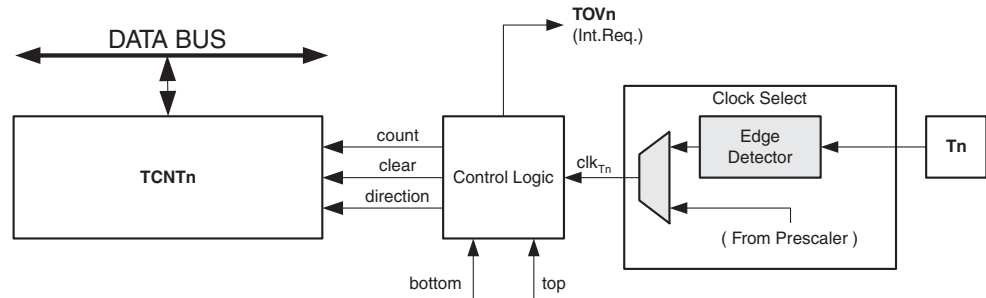 TOVn
(Int.Req.)
DATA BUS
Clock Select
count
Edge
Detector
Tn
TCNTn
clear
Control Logic
clkTn
direction
( From Prescaler )
bottom
top